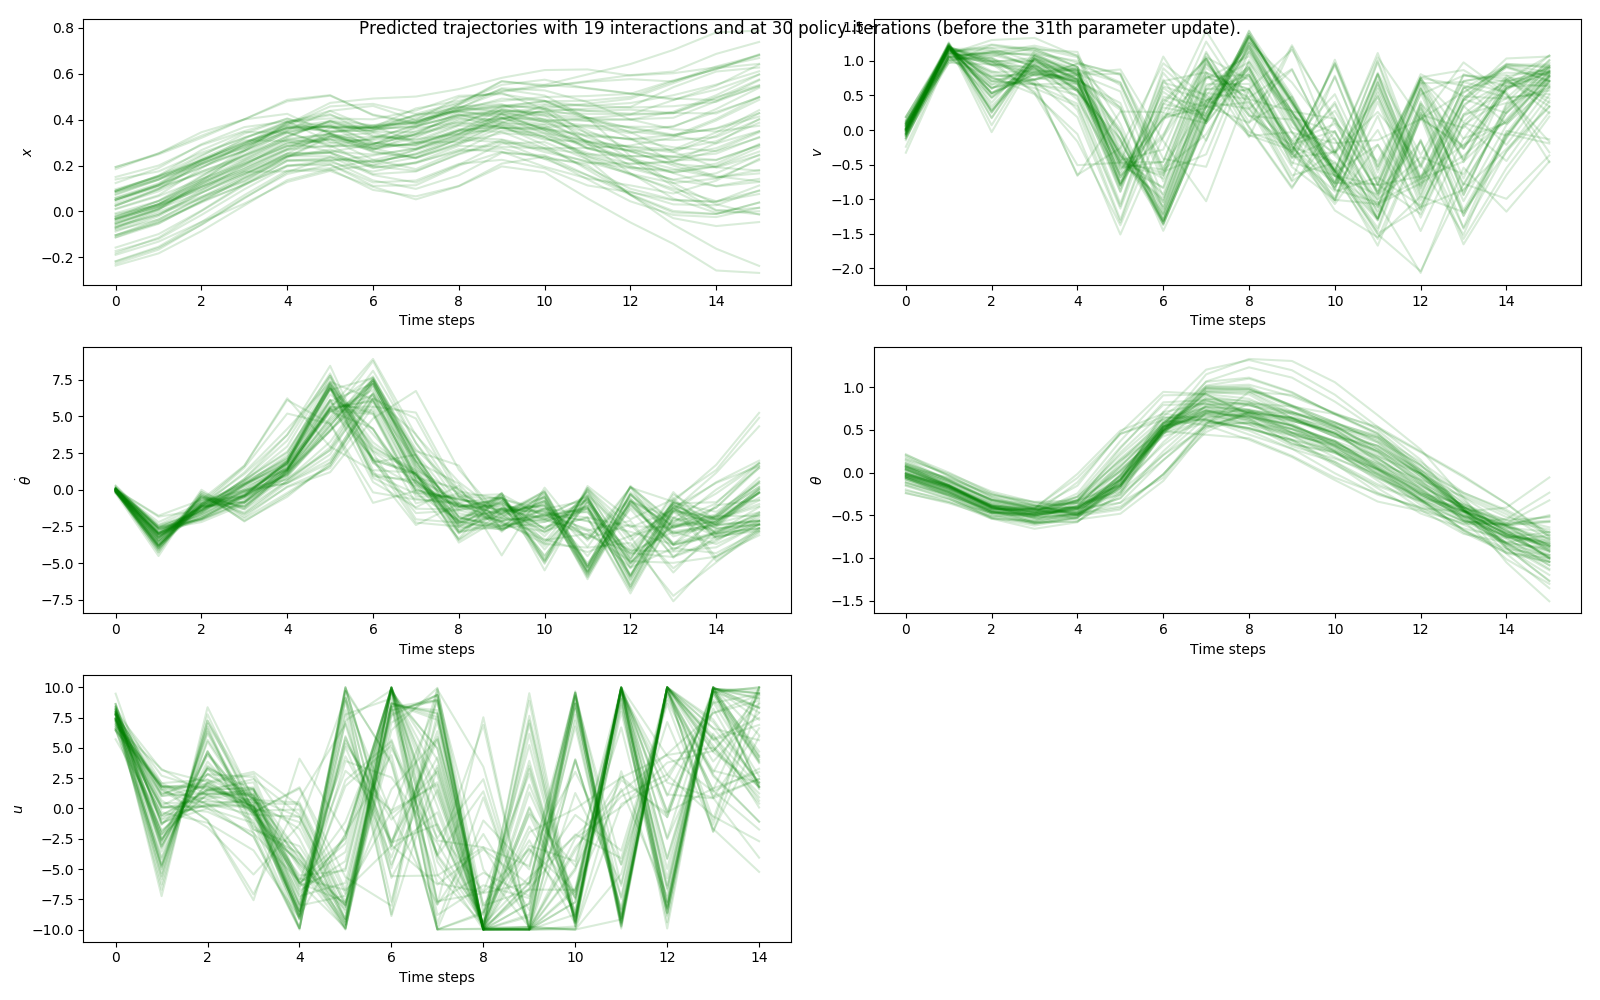 Predicted trajectories with 19 interactions and at 30 policy iterations (before the 31th parameter update).
0.8
0.6
0.4
0.2
0.0
−0.2
x
0 2 4 6 8 10 12 14
Time steps
1.5
1.0
0.5
0.0
−0.5
−1.0
−1.5
−2.0
v
0 2 4 6 8 10 12 14
Time steps
7.5
5.0
2.5
0.0
−2.5
−5.0
−7.5
θ̇
0 2 4 6 8 10 12 14
Time steps
1.0
0.5
0.0
−0.5
−1.0
−1.5
θ
0 2 4 6 8 10 12 14
Time steps
10.0
7.5
5.0
2.5
0.0
−2.5
−5.0
−7.5
−10.0
u
0 2 4 6 8 10 12 14
Time steps